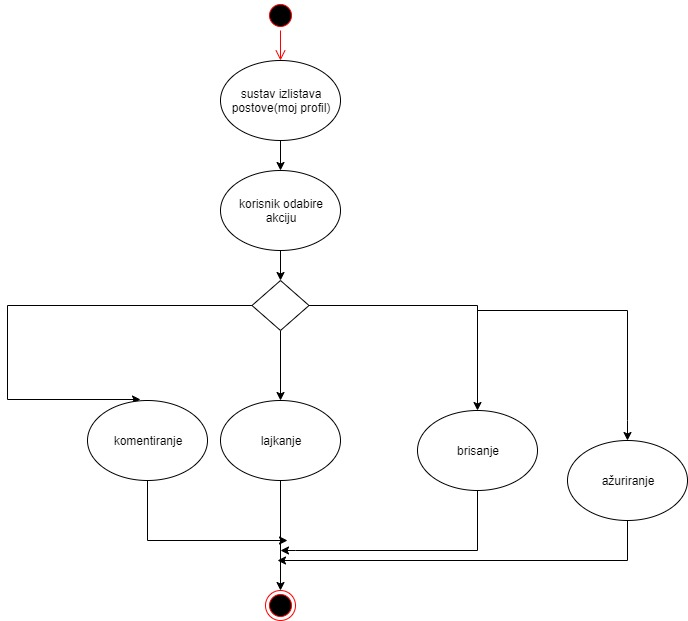 sustav izlistava
postove(moj profil)
korisnik odabire
akciju
komentiranje
lajkanje
brisanje
ažuriranje